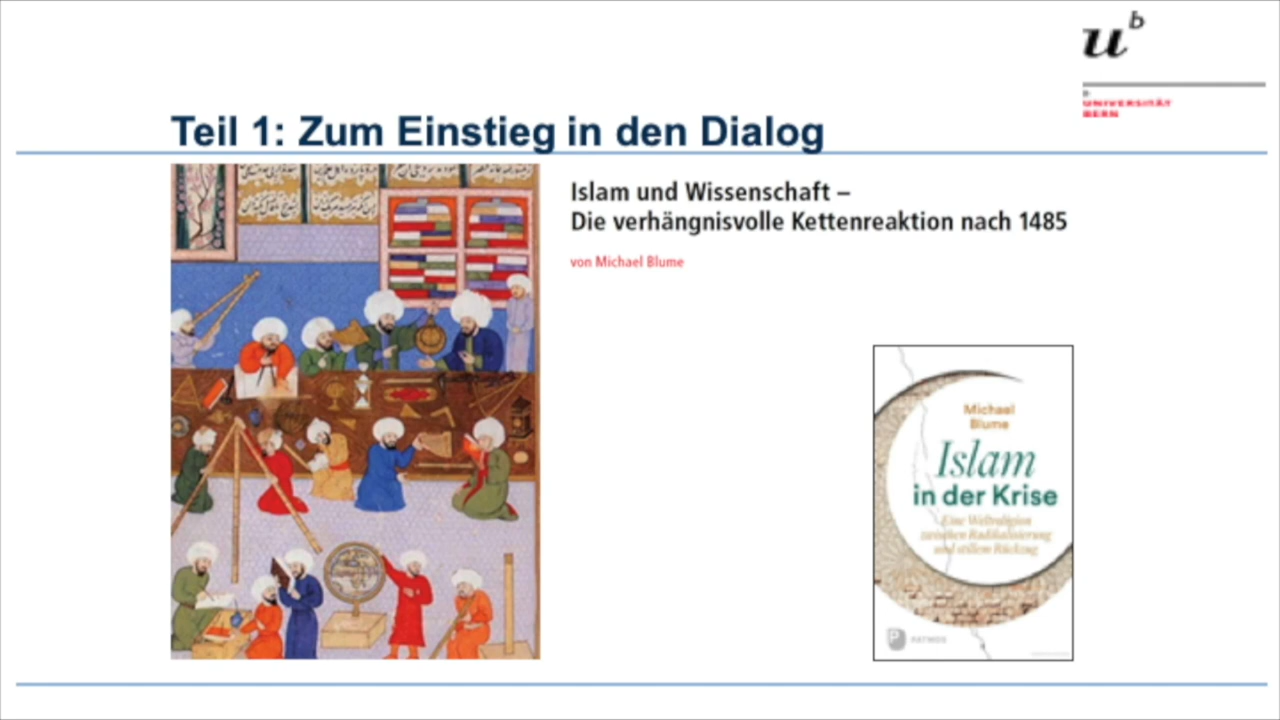 u^b
UNIVERSITÄT
BERN
Teil 1: Zum Einstieg in den Dialog
Islam und Wissenschaft –
Die verhängnisvolle Kettenreaktion nach 1485
von Michael Blume
Michael
Blume
Islam
in der Krise
Eine Weltreligion
zwischen Radikalisierung
und stillem Rückzug
PATMOS